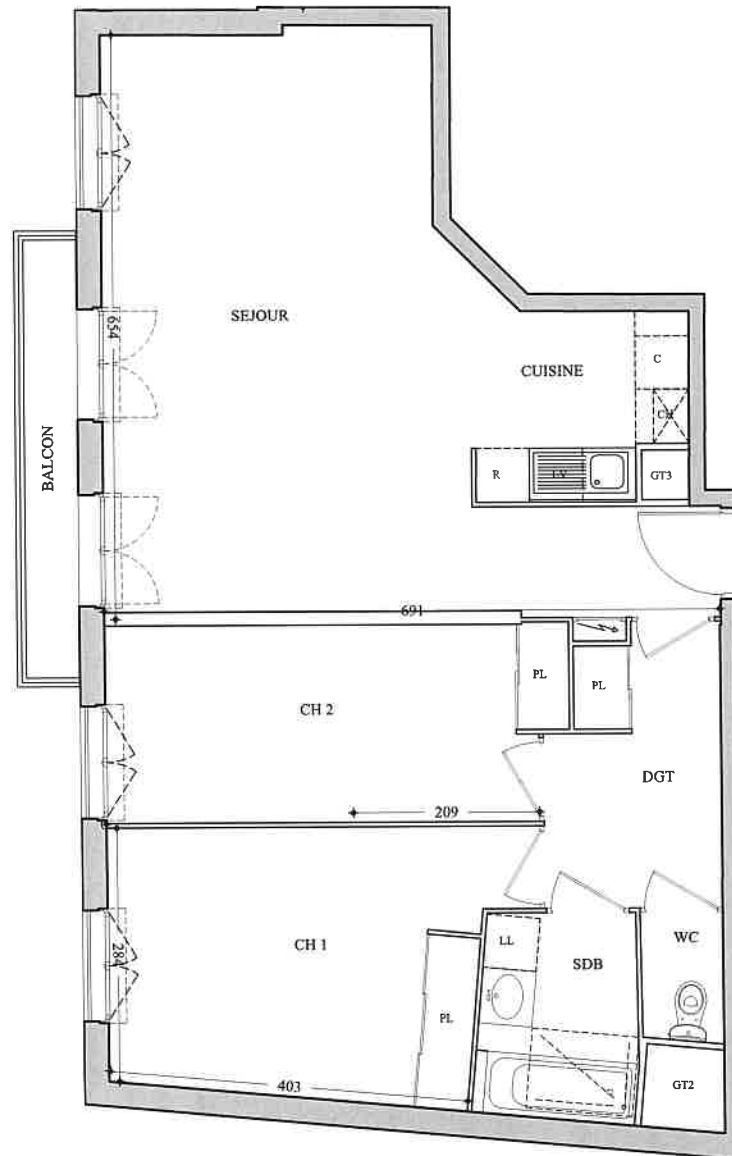 SEJOUR
654
CUISINE
C
CH
BALCON
R
LV
GT3
691
PL
PL
CH 2
DGT
209
CH 1
284
LL
SDB
WC
PL
403
GT2